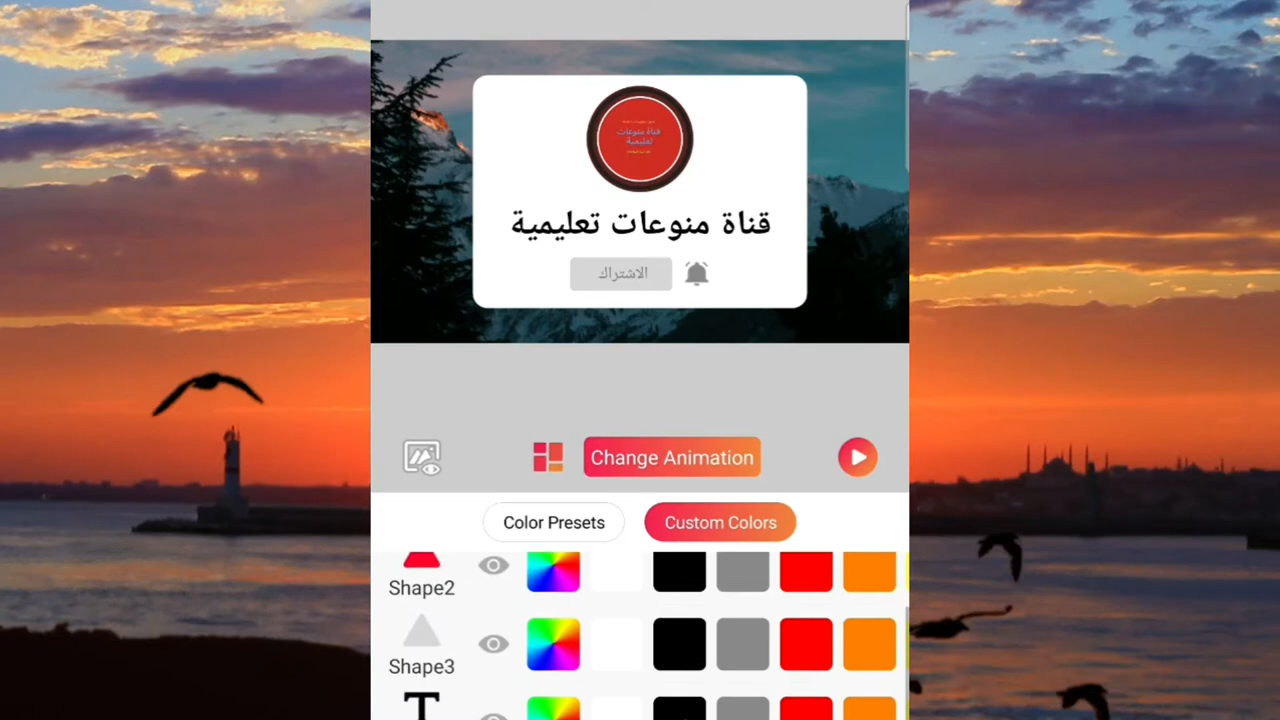 قناة منوعات
تعليمية
قناة منوعات تعليمية
الاشتراك
Change Animation
Color Presets
Custom Colors
Shape2
Shape3
T